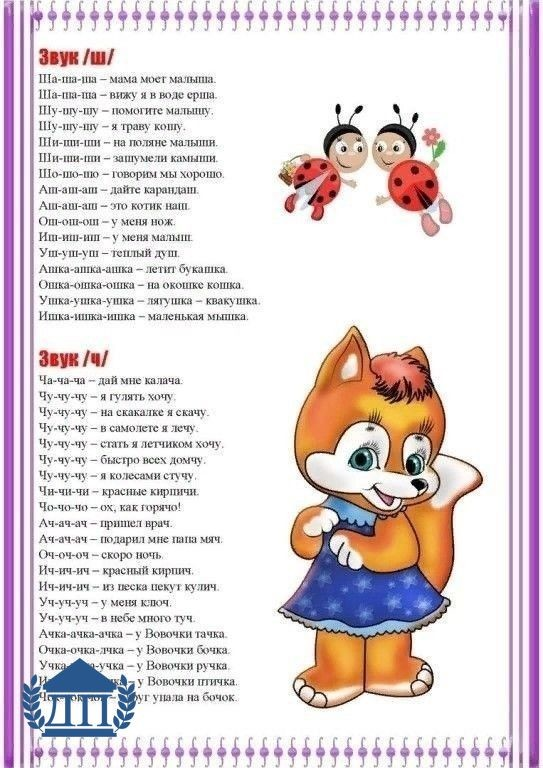 Звук /ш/
Ша-ша-ша – мама моет малыша.
Ша-ша-ша – вижу я в воде ерша.
Шу-шу-шу – помогите малышу.
Шу-шу-шу – я траву кошу.
Ши-ши-ши – на поляне малыши.
Ши-ши-ши – зашумели камыши.
Шо-шо-шо – говорим мы хорошо.
Аш-аш-аш – дайте карандаш.
Аш-аш-аш – это котик наш.
Ош-ош-ош – у меня нож.
Иш-иш-иш – у меня малыш.
Уш-уш-уш – теплый душ.
Ашка-ашка-ашка – летит букашка.
Ошка-ошка-ошка – на окошке кошка.
Ушка-ушка-ушка – лягушка – квакушка.
Ишка-ишка-ишка – маленькая мышка.
Звук /ч/
Ча-ча-ча – дай мне калача.
Чу-чу-чу – я гулять хочу.
Чу-чу-чу – на скакалке я скачу.
Чу-чу-чу – в самолете я лечу.
Чу-чу-чу – стать я летчиком хочу.
Чу-чу-чу – быстро всех домчу.
Чу-чу-чу – я колесами стучу.
Чи-чи-чи – красные кирпичи.
Чо-чо-чо – ох, как горячо!
Ач-ач-ач – пришел врач.
Ач-ач-ач – подарил мне папа мяч.
Оч-оч-оч – скоро ночь.
Ич-ич-ич – красный кирпич.
Ич-ич-ич – из песка пекут кулич.
Уч-уч-уч – у меня ключ.
Уч-уч-уч – в небе много туч.
Ачка-ачка-ачка – у Вовочки тачка.
Очка-очка-лчка – у Вовочки бочка.
– у Вовочки ручка.
– у Вовочки птичка.
упала на бочок.
ДП